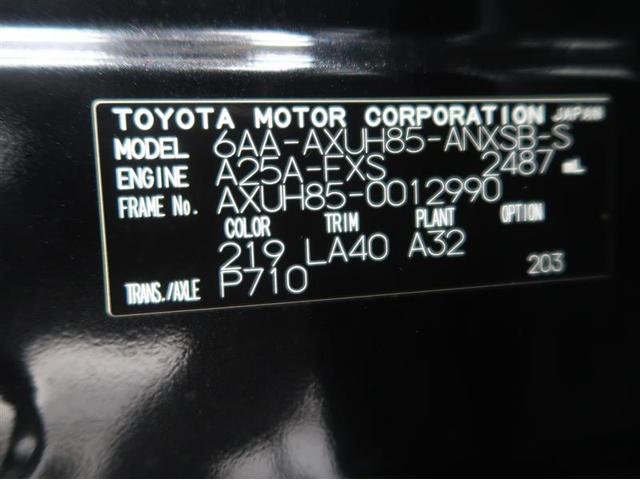 TOYOTA MOTOR CORPORATION JAPAN
MODEL 6AA-AXUH85-ANXSB-S
ENGINE A25A-FXS 2487 mL
FRAME No. AXUH85-0012990
COLOR TRIM PLANT OPTION
219 LA40 A32
TRANS./AXLE P710 203